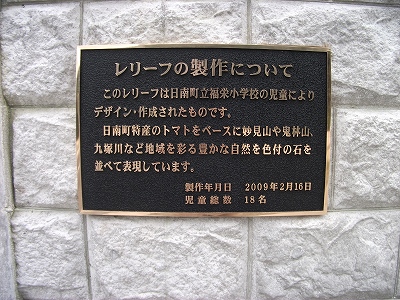 レリーフの製作について
このレリーフは日南町立福栄小学校の児童により
デザイン・作成されたものです。
日南町特産のトマトをベースに妙見山や鬼林山、
九塚川など地域を彩る豊かな自然を色付の石を
並べて表現しています。
製作年月日 2009年2月16日
児童総数 18名